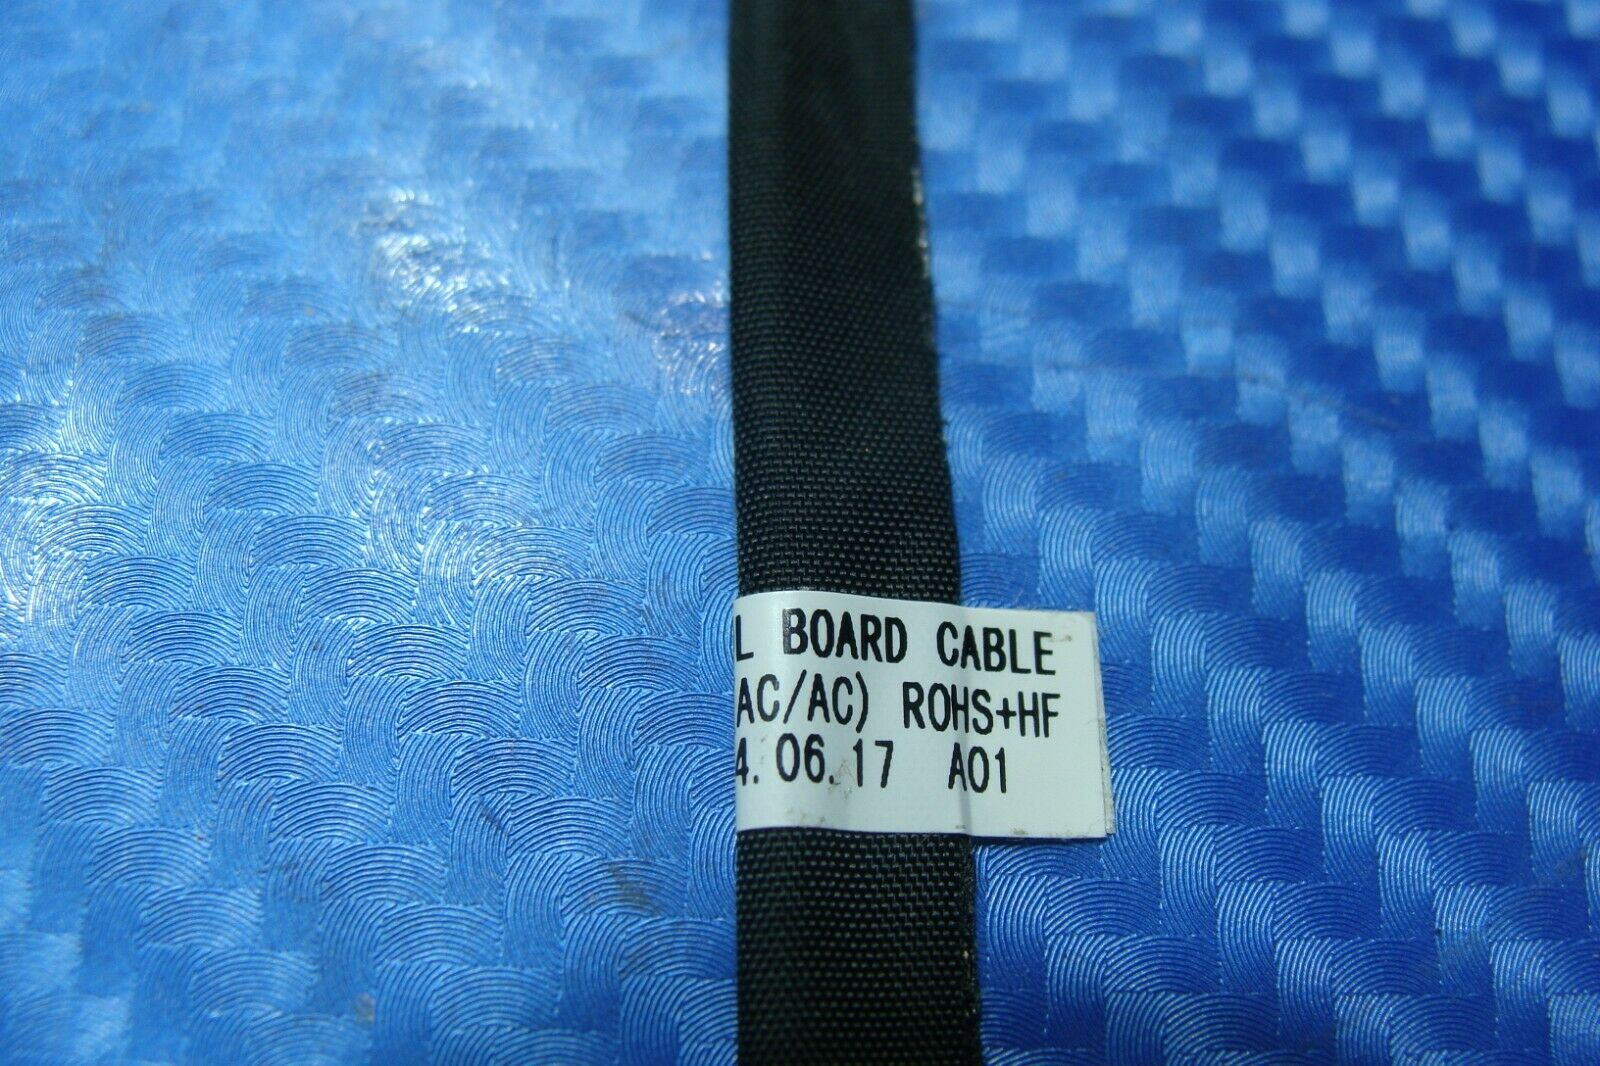 L BOARD CABLE
AC/AC) ROHS+HF
4. 06. 17 A01